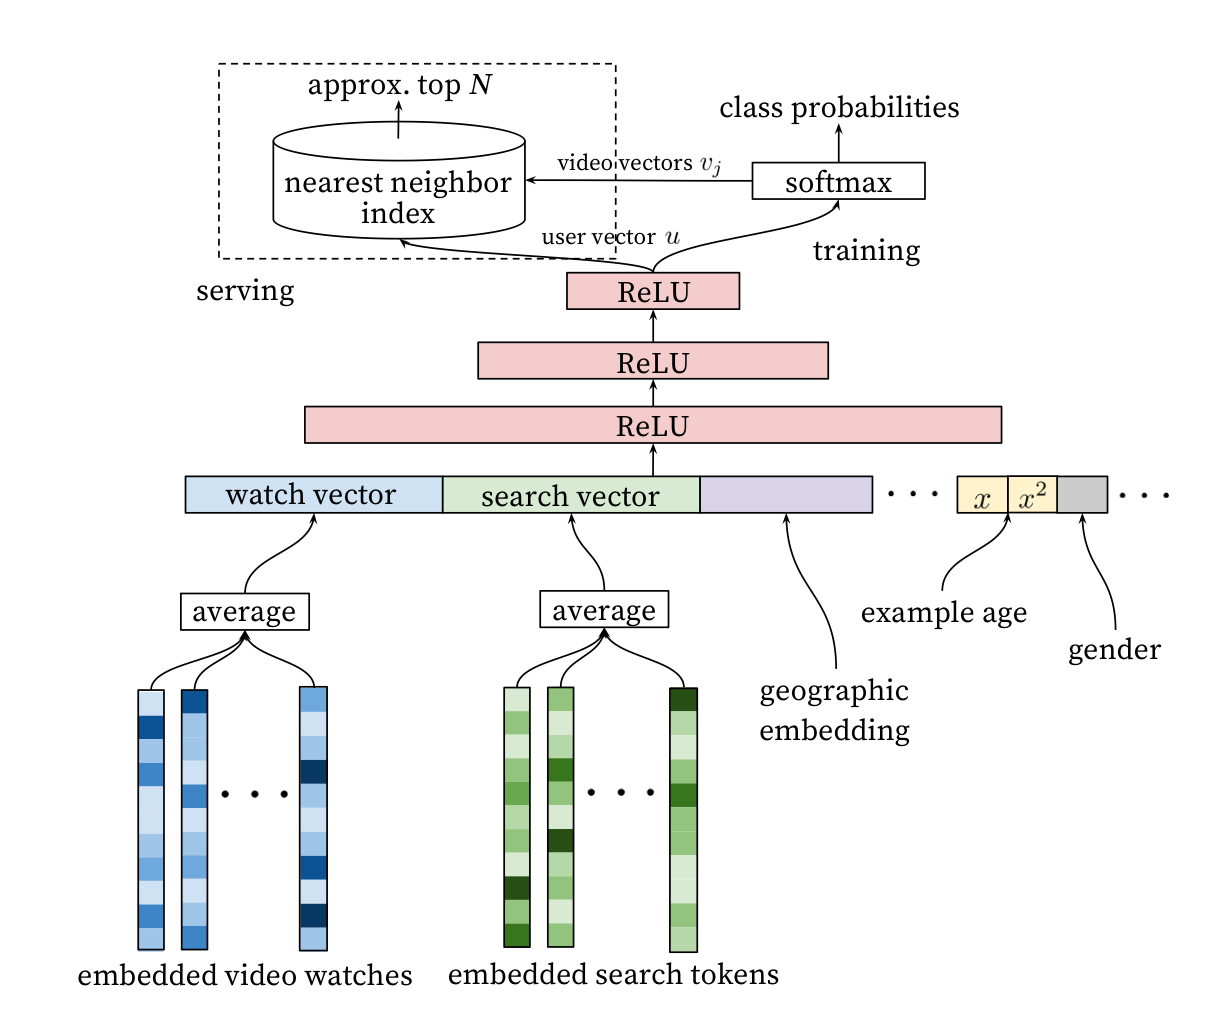 approx. top N
class probabilities
video vectors v_j
softmax
nearest neighbor
index
user vector u
training
serving
ReLU
ReLU
ReLU
watch vector
search vector
x
x²
average
average
example age
gender
geographic
embedding
embedded video watches
embedded search tokens